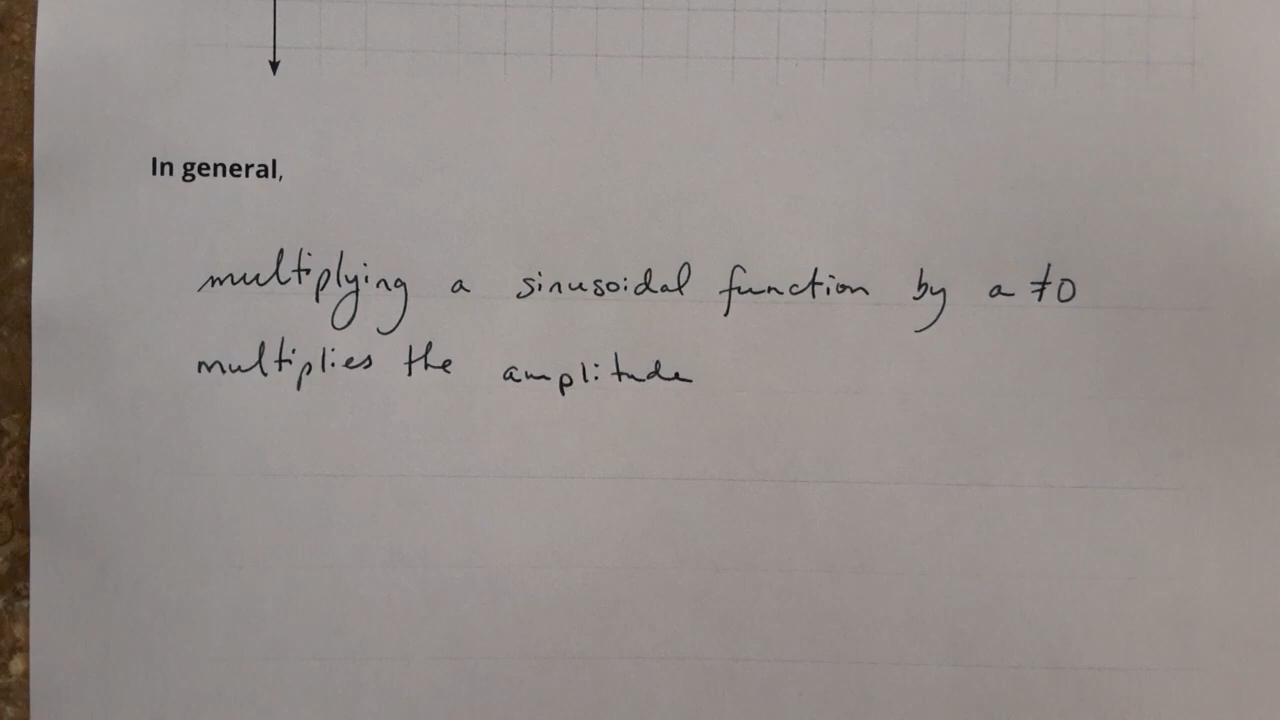 In general,
multiplying a sinusoidal function by a ≠ 0
multiplies the amplitude